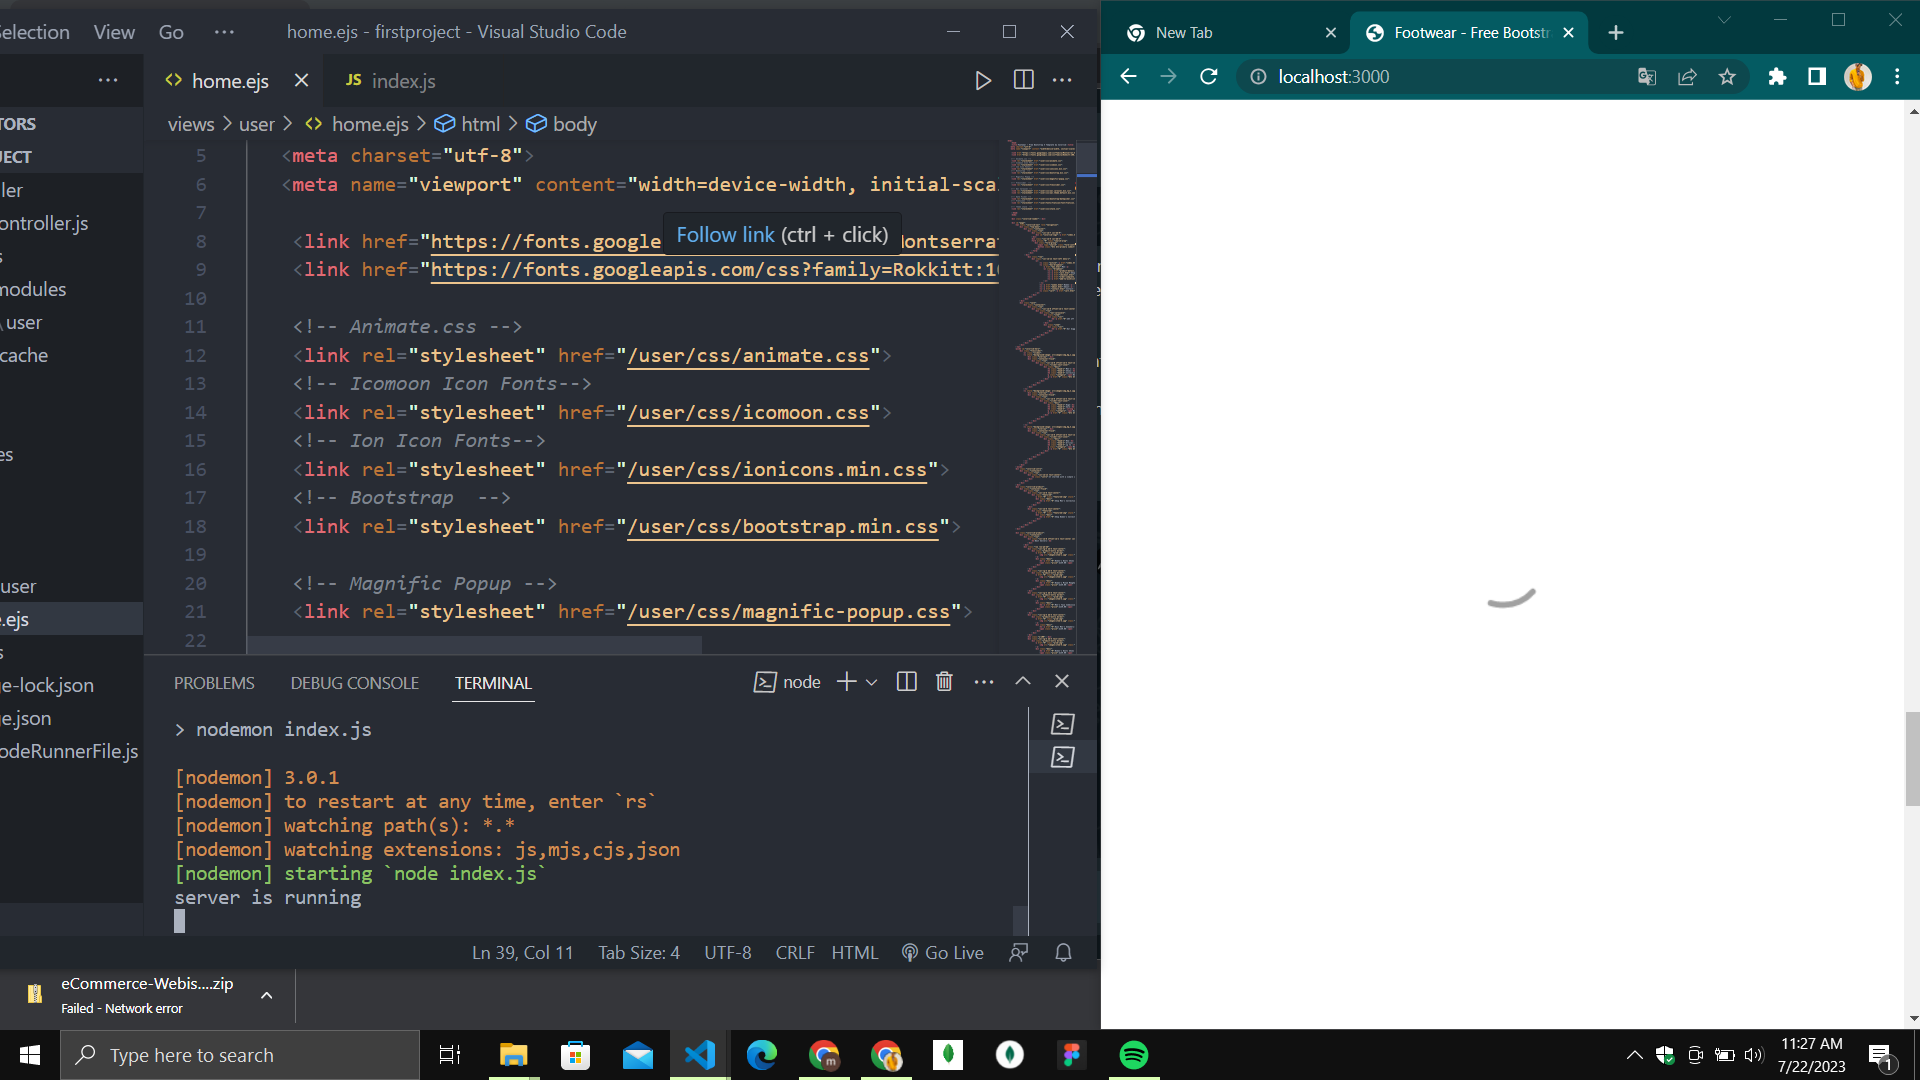 Selection View Go ··· home.ejs - firstproject - Visual Studio Code
home.ejs
JS index.js
views > user > <> home.ejs > html > body
TORS
JECT
ller
ontroller.js
s
modules
\user
cache
es
user
e.ejs
s
e-lock.json
e.json
odeRunnerFile.js
5 <meta charset="utf-8">
6 <meta name="viewport" content="width=device-width, initial-sca
7
8 <link href="https://fonts.google ontserrat
Follow link (ctrl + click)
9 <link href="https://fonts.googleapis.com/css?family=Rokkitt:10
10
11 <!-- Animate.css -->
12 <link rel="stylesheet" href="/user/css/animate.css">
13 <!-- Icomoon Icon Fonts-->
14 <link rel="stylesheet" href="/user/css/icomoon.css">
15 <!-- Ion Icon Fonts-->
16 <link rel="stylesheet" href="/user/css/ionicons.min.css">
17 <!-- Bootstrap  -->
18 <link rel="stylesheet" href="/user/css/bootstrap.min.css">
19
20 <!-- Magnific Popup -->
21 <link rel="stylesheet" href="/user/css/magnific-popup.css">
22
PROBLEMS DEBUG CONSOLE TERMINAL node
> nodemon index.js
[nodemon] 3.0.1
[nodemon] to restart at any time, enter `rs`
[nodemon] watching path(s): *.*
[nodemon] watching extensions: js,mjs,cjs,json
[nodemon] starting `node index.js`
server is running
Ln 39, Col 11 Tab Size: 4 UTF-8 CRLF HTML Go Live
eCommerce-Webis....zip
Failed - Network error
New Tab
Footwear - Free Bootstr
localhost:3000
Type here to search
m
11:27 AM
7/22/2023
1